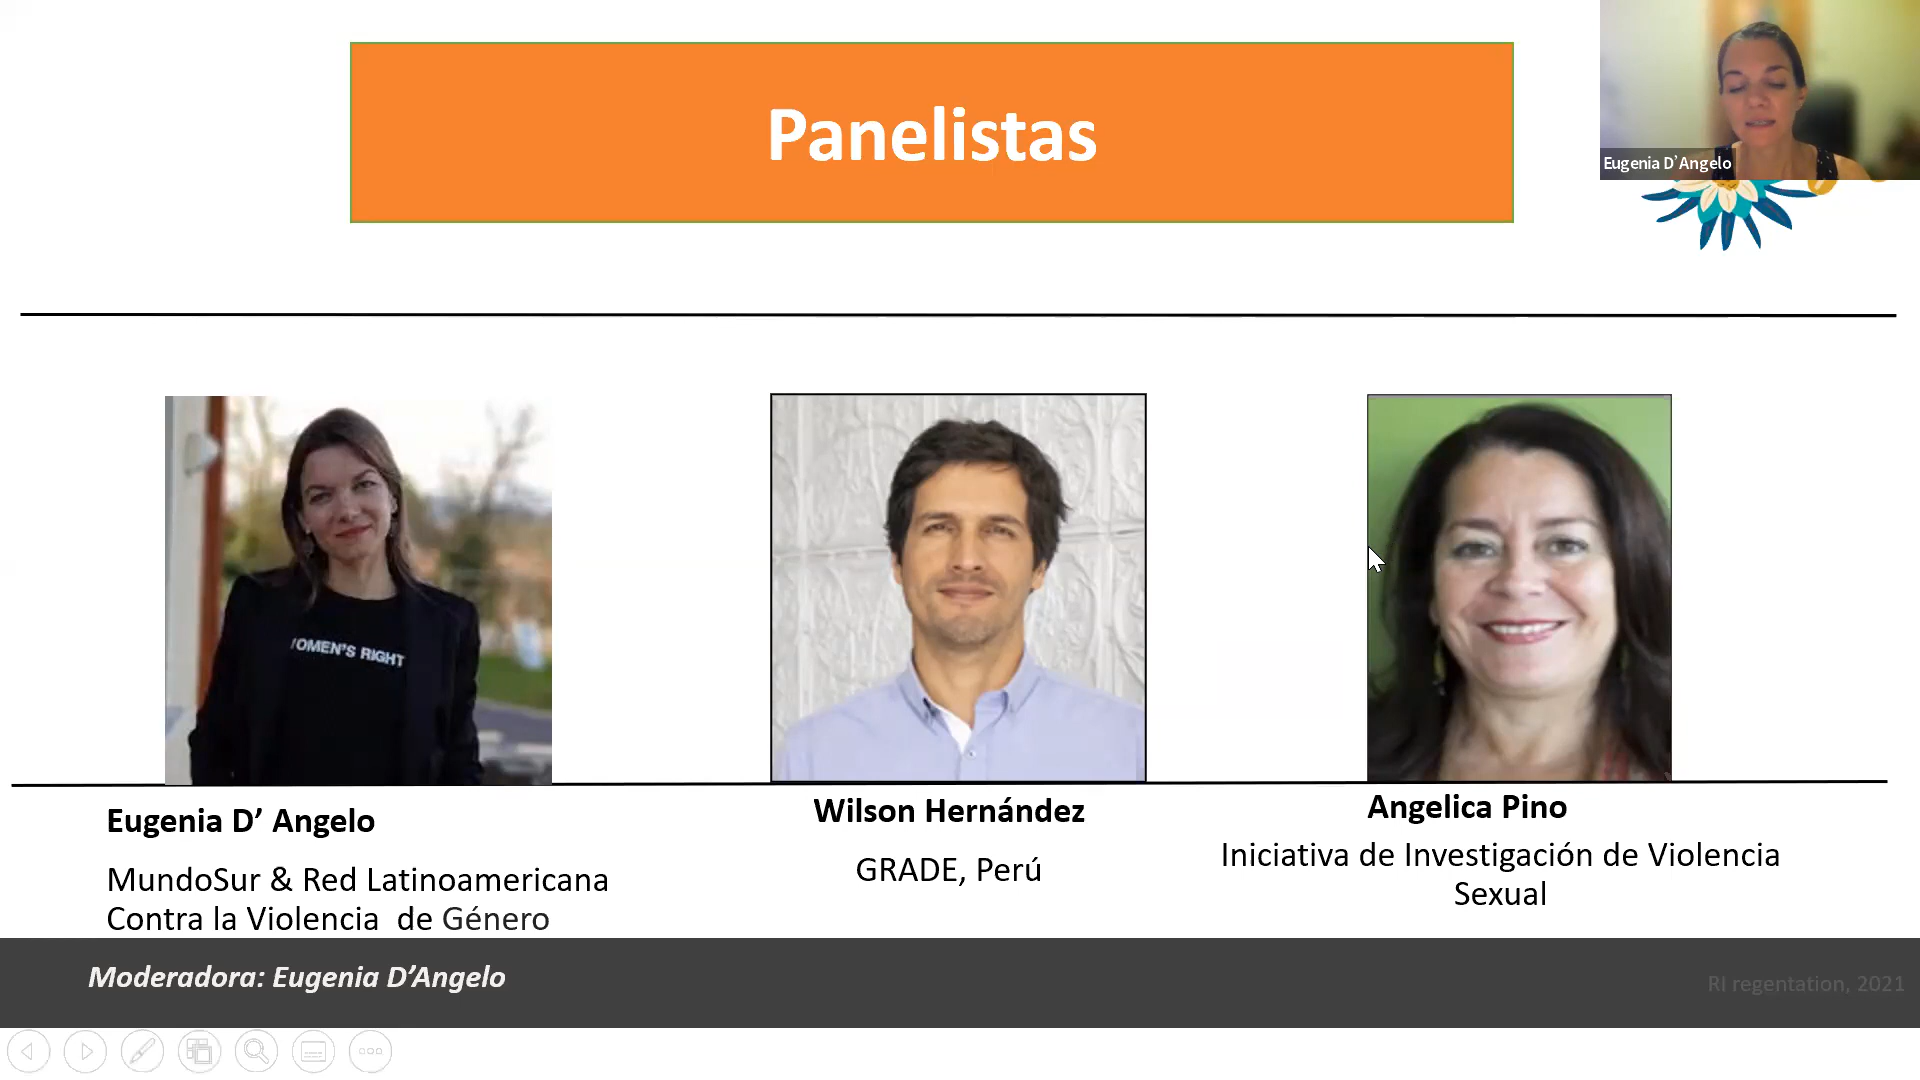 Panelistas
Eugenia D’Angelo
/OMEN'S RIGHT
Eugenia D’ Angelo
MundoSur & Red Latinoamericana
Contra la Violencia  de Género
Wilson Hernández
GRADE, Perú
Angelica Pino
Iniciativa de Investigación de Violencia
Sexual
Moderadora: Eugenia D’Angelo
RI regentation, 2021